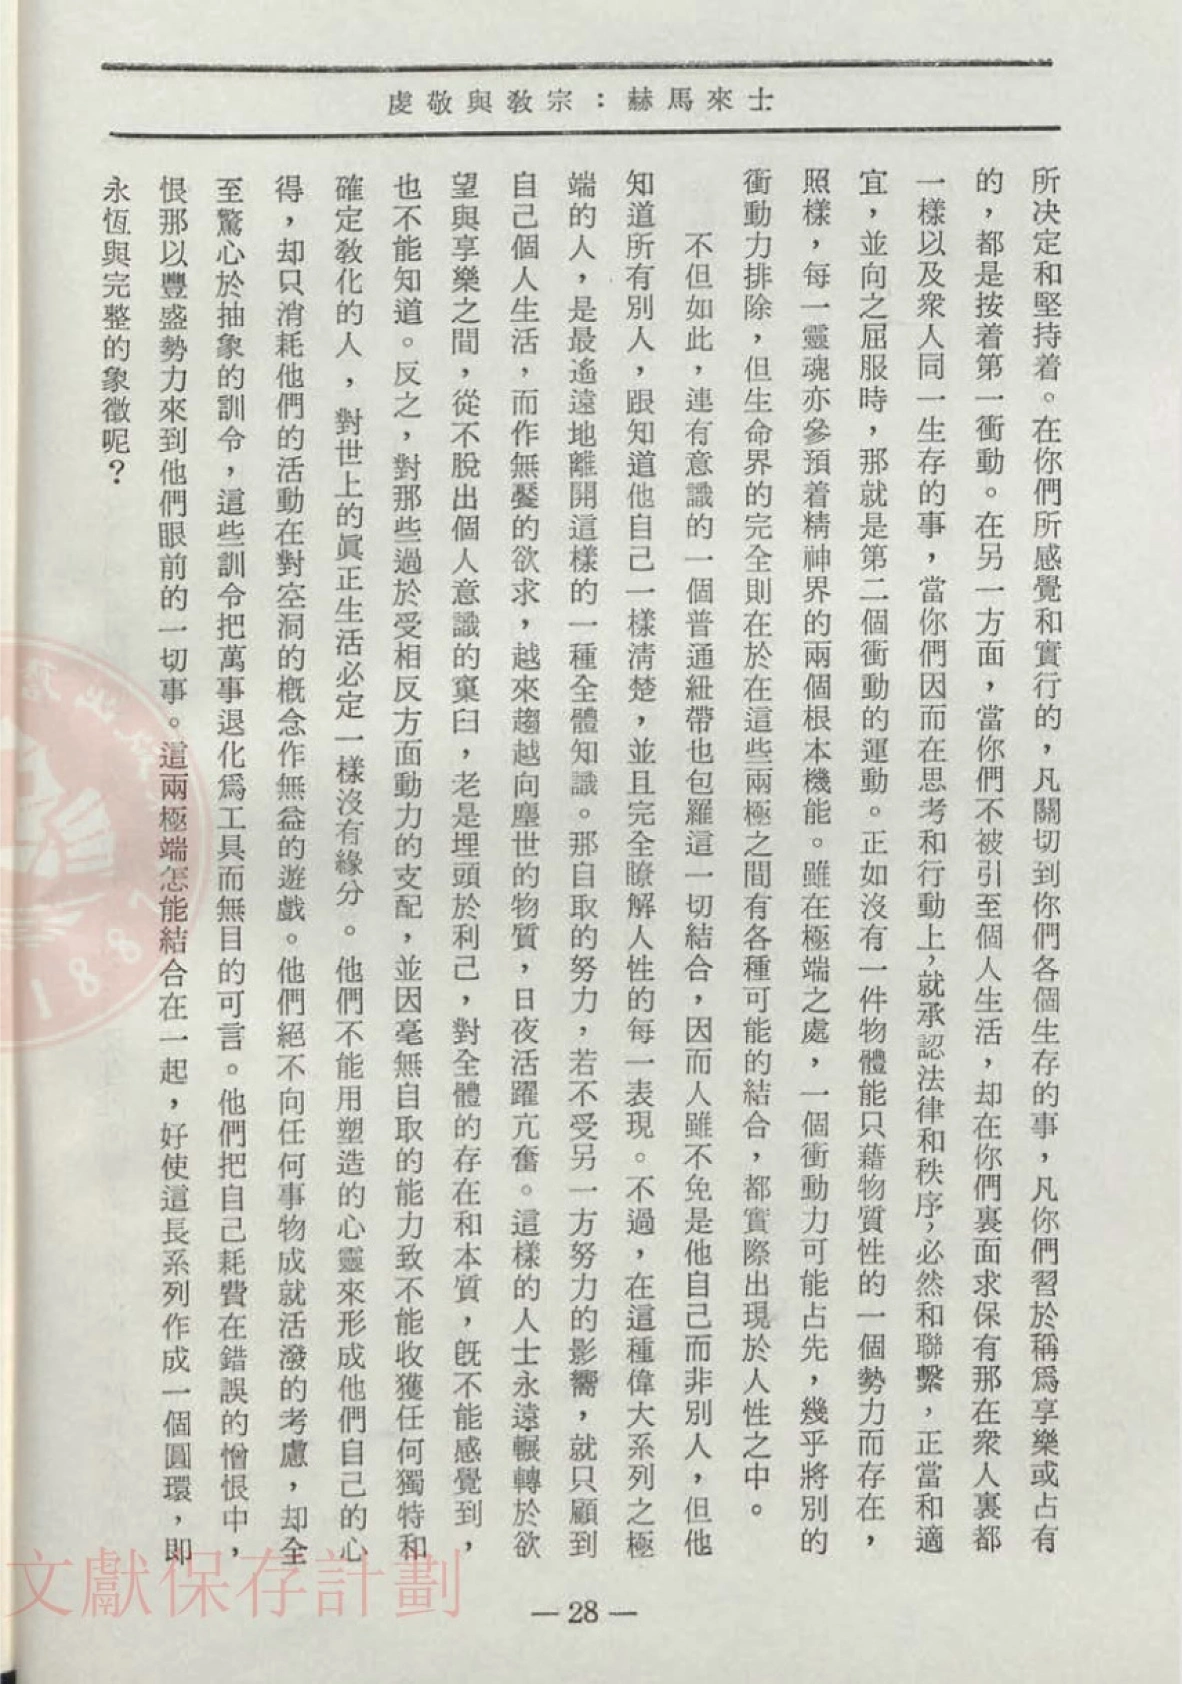 士來馬赫：宗教與敬虔
所決定和堅持着。在你們所感覺和實行的，凡關切到你們各個生存的事，凡你們習於稱爲享樂或占有
的，都是按着第一衝動。在另一方面，當你們不被引至個人生活，却在你們裏面求保有那在衆人裏都
一樣以及衆人同一生存的事，當你們因而在思考和行動上，就承認法律和秩序，必然和聯繫，正當和適
宜，並向之屈服時，那就是第二個衝動的運動。正如沒有一件物體能只藉物質性的一個勢力而存在，
照樣，每一靈魂亦參預着精神界的兩個根本機能。雖在極端之處，一個衝動力可能占先，幾乎將別的
衝動力排除，但生命界的完全則在於在這些兩極之間有各種可能的結合，都實際出現於人性之中。
不但如此，連有意識的一個普通紐帶也包羅這一切結合，因而人雖不免是他自己而非別人，但他
知道所有別人，跟知道他自己一樣清楚，並且完全瞭解人性的每一表現。不過，在這種偉大系列之極
端的人，是最遙遠地離開這樣的一種全體知識。那自取的努力，若不受另一方努力的影響，就只顧到
自己個人生活，而作無饜的欲求，越來趨越向塵世的物質，日夜活躍亢奮。這樣的人士永遠輾轉於欲
望與享樂之間，從不脫出個人意識的窠臼，老是埋頭於利己，對全體的存在和本質，旣不能感覺到，
也不能知道。反之，對那些過於受相反方面動力的支配，並因毫無自取的能力致不能收獲任何獨特和
確定教化的人，對世上的眞正生活必定一樣沒有緣分。他們不能用塑造的心靈來形成他們自己的心
得，却只消耗他們的活動在對空洞的概念作無益的遊戲。他們絕不向任何事物成就活潑的考慮，却全
至驚心於抽象的訓令，這些訓令把萬事退化爲工具而無目的可言。他們把自己耗費在錯誤的憎恨中，
恨那以豐盛勢力來到他們眼前的一切事。這兩極端怎能結合在一起，好使這長系列作成一個圓環，即
永恆與完整的象徵呢？
—28—
文獻保存計劃